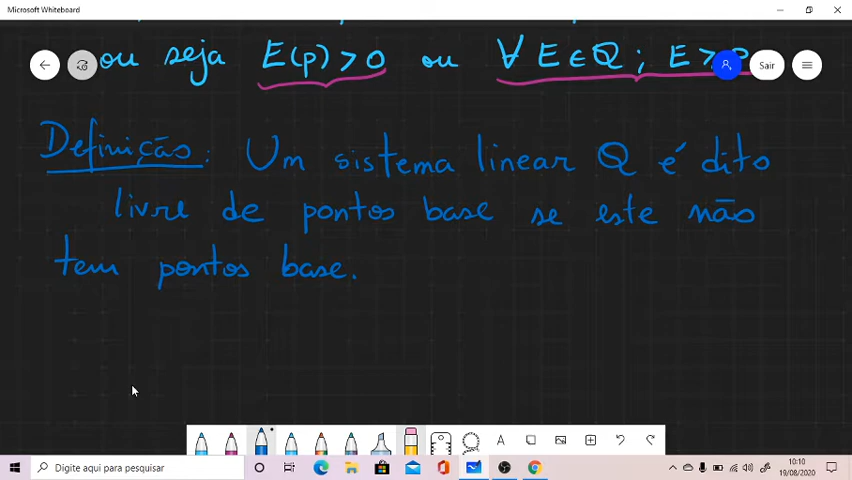 Microsoft Whiteboard
ou seja E(p) > 0 ou ∀ E ∈ Q ; E >
Sair
Definição: Um sistema linear Q é dito
livre de pontos base se este não
tem pontos base.
A
Digite aqui para pesquisar
10:10
19/08/2020